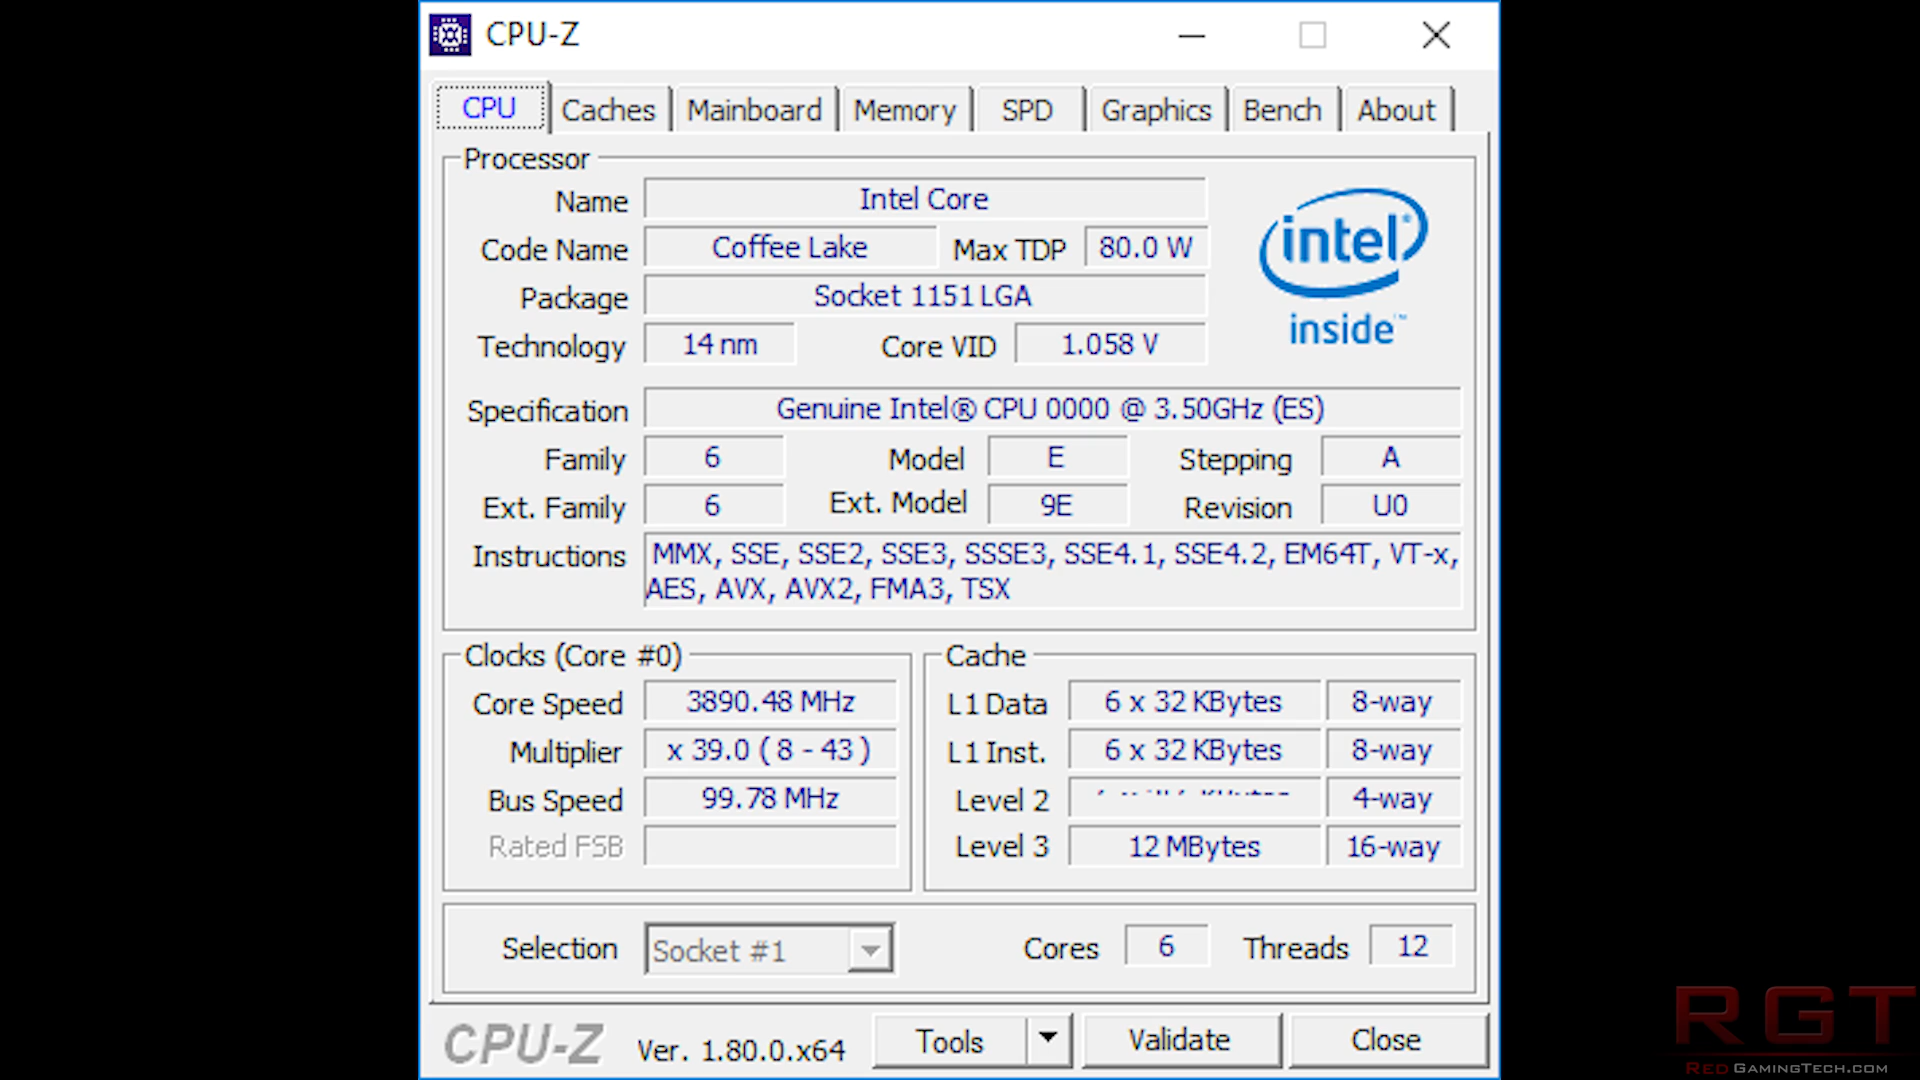 CPU-Z
CPU Caches Mainboard Memory SPD Graphics Bench About
Processor
Name Intel Core
Code Name Coffee Lake Max TDP 80.0 W
Package Socket 1151 LGA
Technology 14 nm Core VID 1.058 V
intel®
inside™
Specification Genuine Intel® CPU 0000 @ 3.50GHz (ES)
Family 6 Model E Stepping A
Ext. Family 6 Ext. Model 9E Revision U0
Instructions MMX, SSE, SSE2, SSE3, SSSE3, SSE4.1, SSE4.2, EM64T, VT-x,
AES, AVX, AVX2, FMA3, TSX
Clocks (Core #0)
Core Speed 3890.48 MHz
Multiplier x 39.0 ( 8 - 43 )
Bus Speed 99.78 MHz
Rated FSB
Cache
L1 Data 6 x 32 KBytes 8-way
L1 Inst. 6 x 32 KBytes 8-way
Level 2 4-way
Level 3 12 MBytes 16-way
Selection Socket #1 Cores 6 Threads 12
CPU-Z Ver. 1.80.0.x64 Tools Validate Close
RGT
REDGAMINGTECH.COM